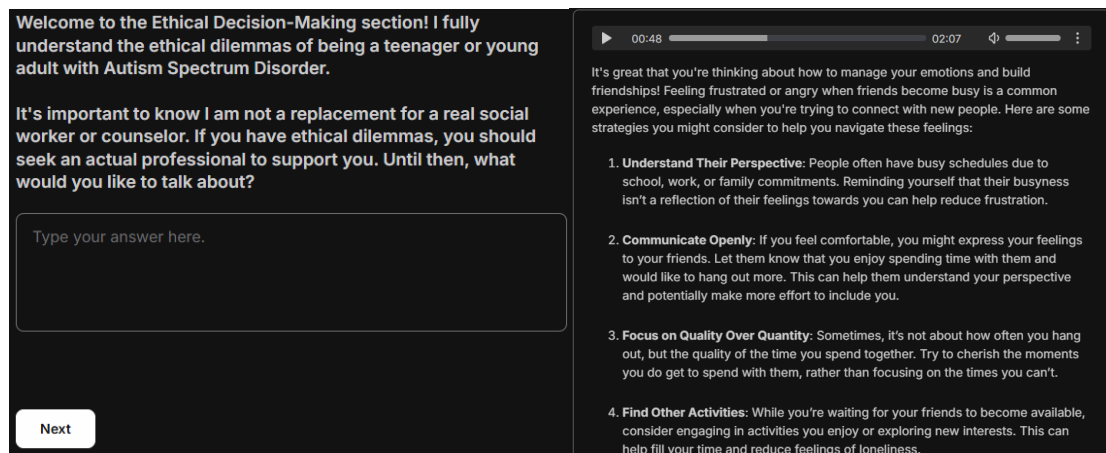 Welcome to the Ethical Decision-Making section! I fully
understand the ethical dilemmas of being a teenager or young
adult with Autism Spectrum Disorder.
It's important to know I am not a replacement for a real social
worker or counselor. If you have ethical dilemmas, you should
seek an actual professional to support you. Until then, what
would you like to talk about?
Type your answer here.
Next
00:48 02:07
It's great that you're thinking about how to manage your emotions and build
friendships! Feeling frustrated or angry when friends become busy is a common
experience, especially when you're trying to connect with new people. Here are some
strategies you might consider to help you navigate these feelings:
1. Understand Their Perspective: People often have busy schedules due to
school, work, or family commitments. Reminding yourself that their busyness
isn't a reflection of their feelings towards you can help reduce frustration.
2. Communicate Openly: If you feel comfortable, you might express your feelings
to your friends. Let them know that you enjoy spending time with them and
would like to hang out more. This can help them understand your perspective
and potentially make more effort to include you.
3. Focus on Quality Over Quantity: Sometimes, it's not about how often you hang
out, but the quality of the time you spend together. Try to cherish the moments
you do get to spend with them, rather than focusing on the times you can't.
4. Find Other Activities: While you're waiting for your friends to become available,
consider engaging in activities you enjoy or exploring new interests. This can
help fill your time and reduce feelings of loneliness.